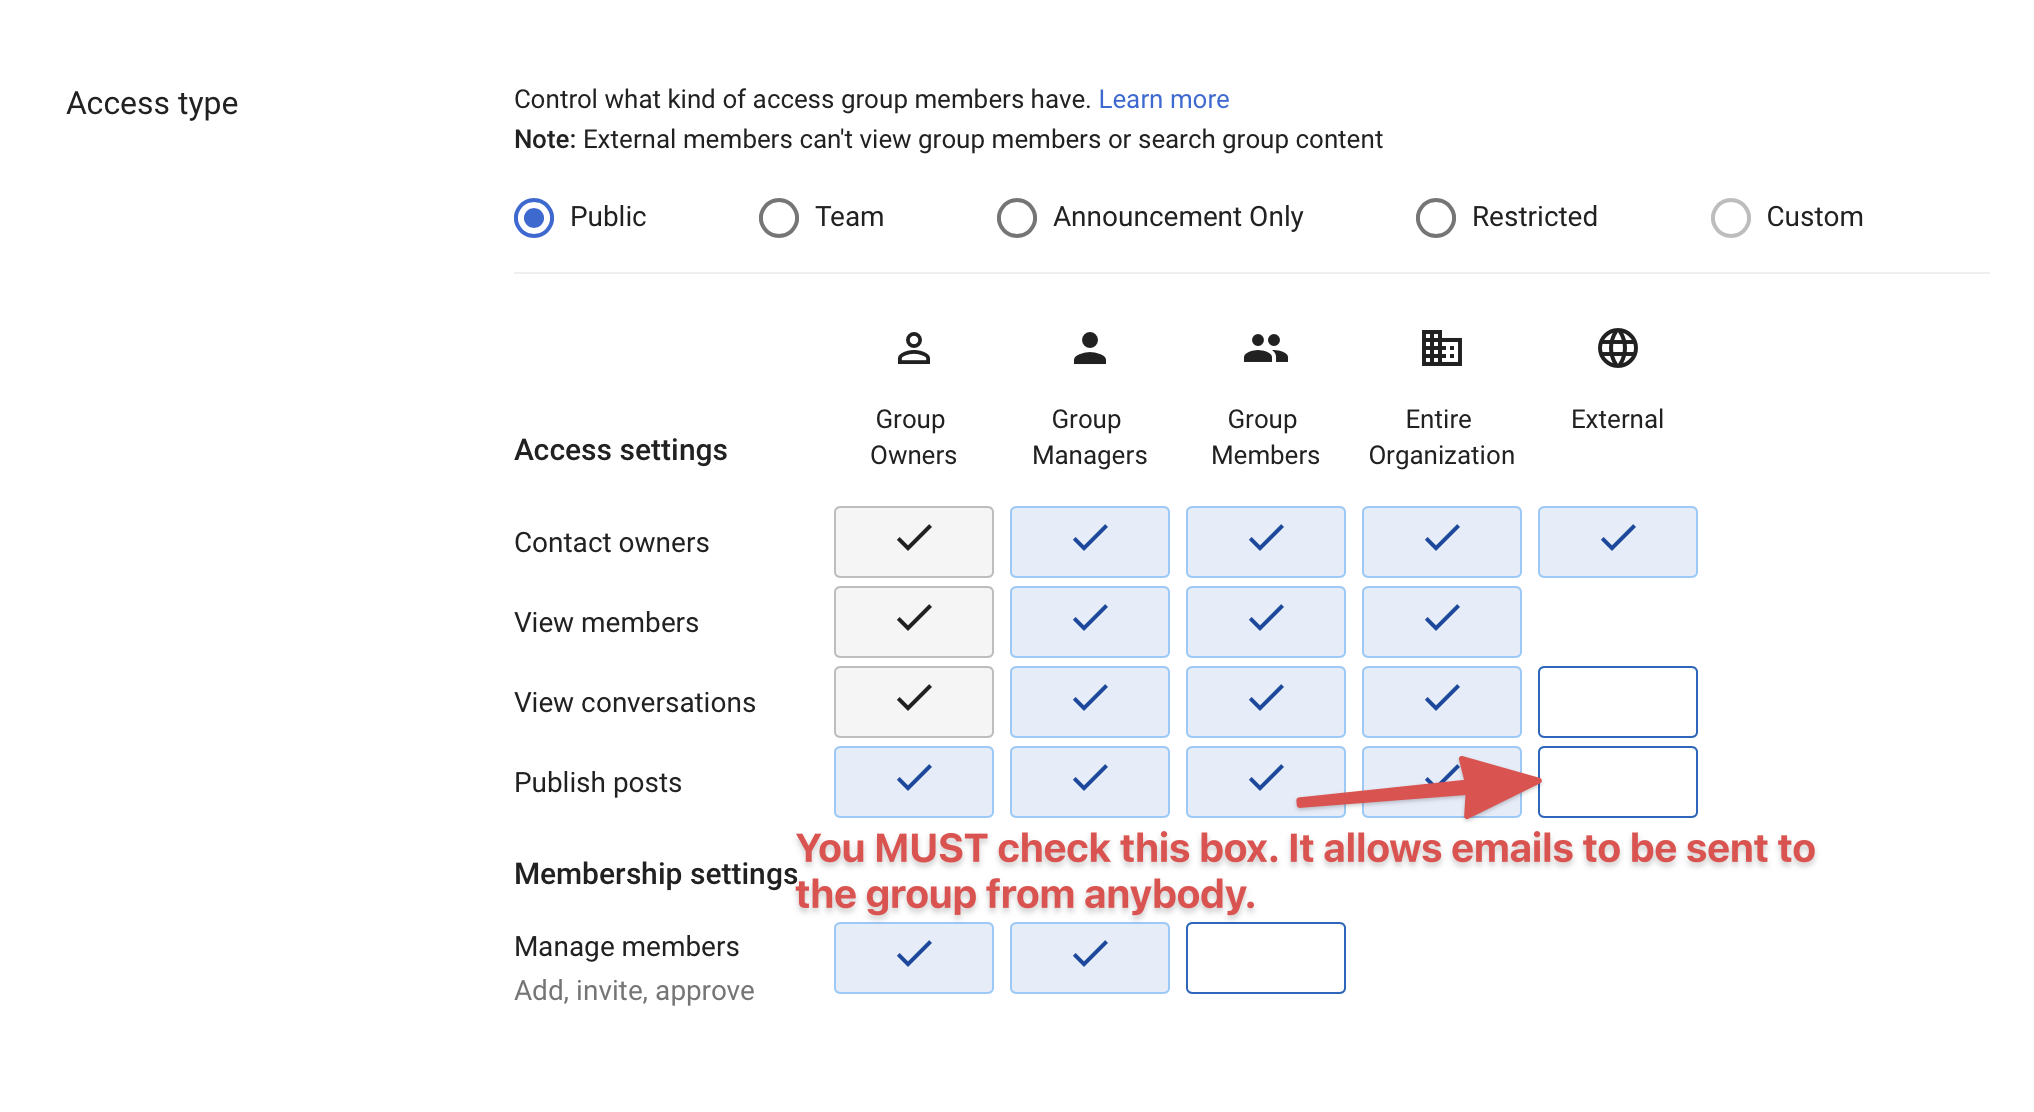 Access type
Control what kind of access group members have. Learn more
Note: External members can't view group members or search group content
Public
Team
Announcement Only
Restricted
Custom
Access settings
Group
Owners
Group
Managers
Group
Members
Entire
Organization
External
Contact owners
View members
View conversations
Publish posts
You MUST check this box. It allows emails to be sent to
the group from anybody.
Membership settings
Manage members
Add, invite, approve